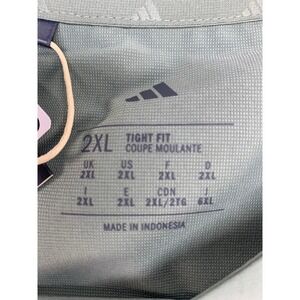 2XL TIGHT FIT
COUPE MOULANTE
UK US F D
2XL 2XL 2XL 2XL
I E CDN J
2XL 2XL 2XL/2TG 6XL
MADE IN INDONESIA